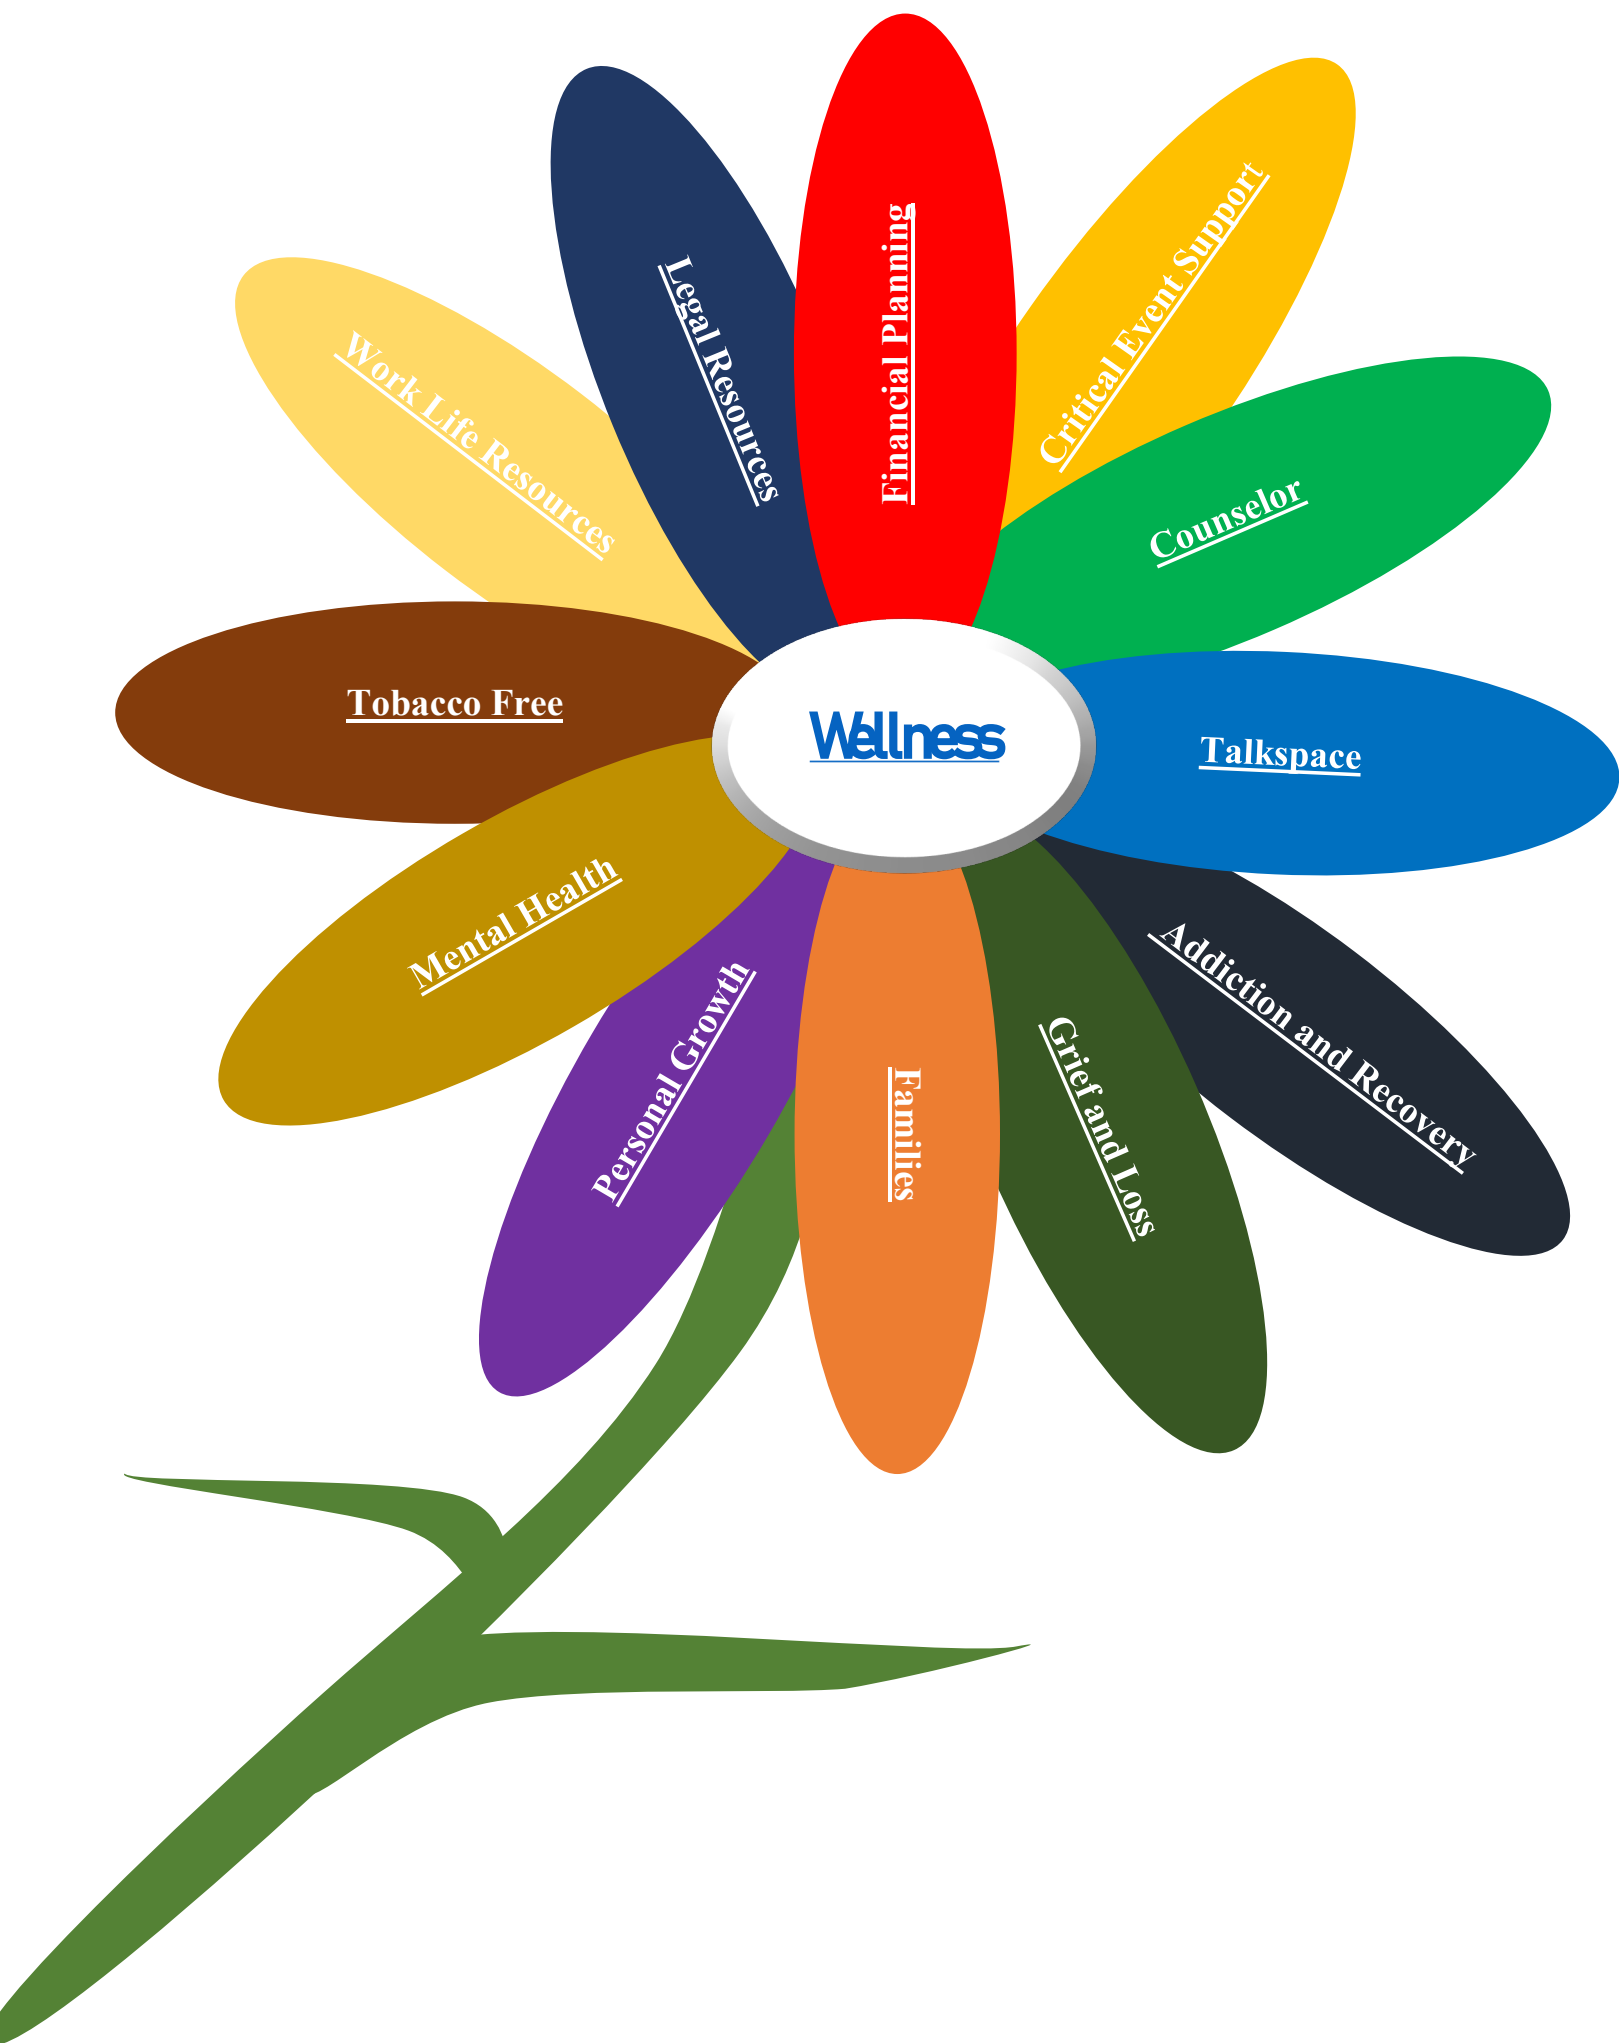 Financial Planning
Critical Event Support
Counselor
Talkspace
Addiction and Recovery
Grief and Loss
Families
Personal Growth
Mental Health
Tobacco Free
Work Life Resources
Legal Resources
Wellness